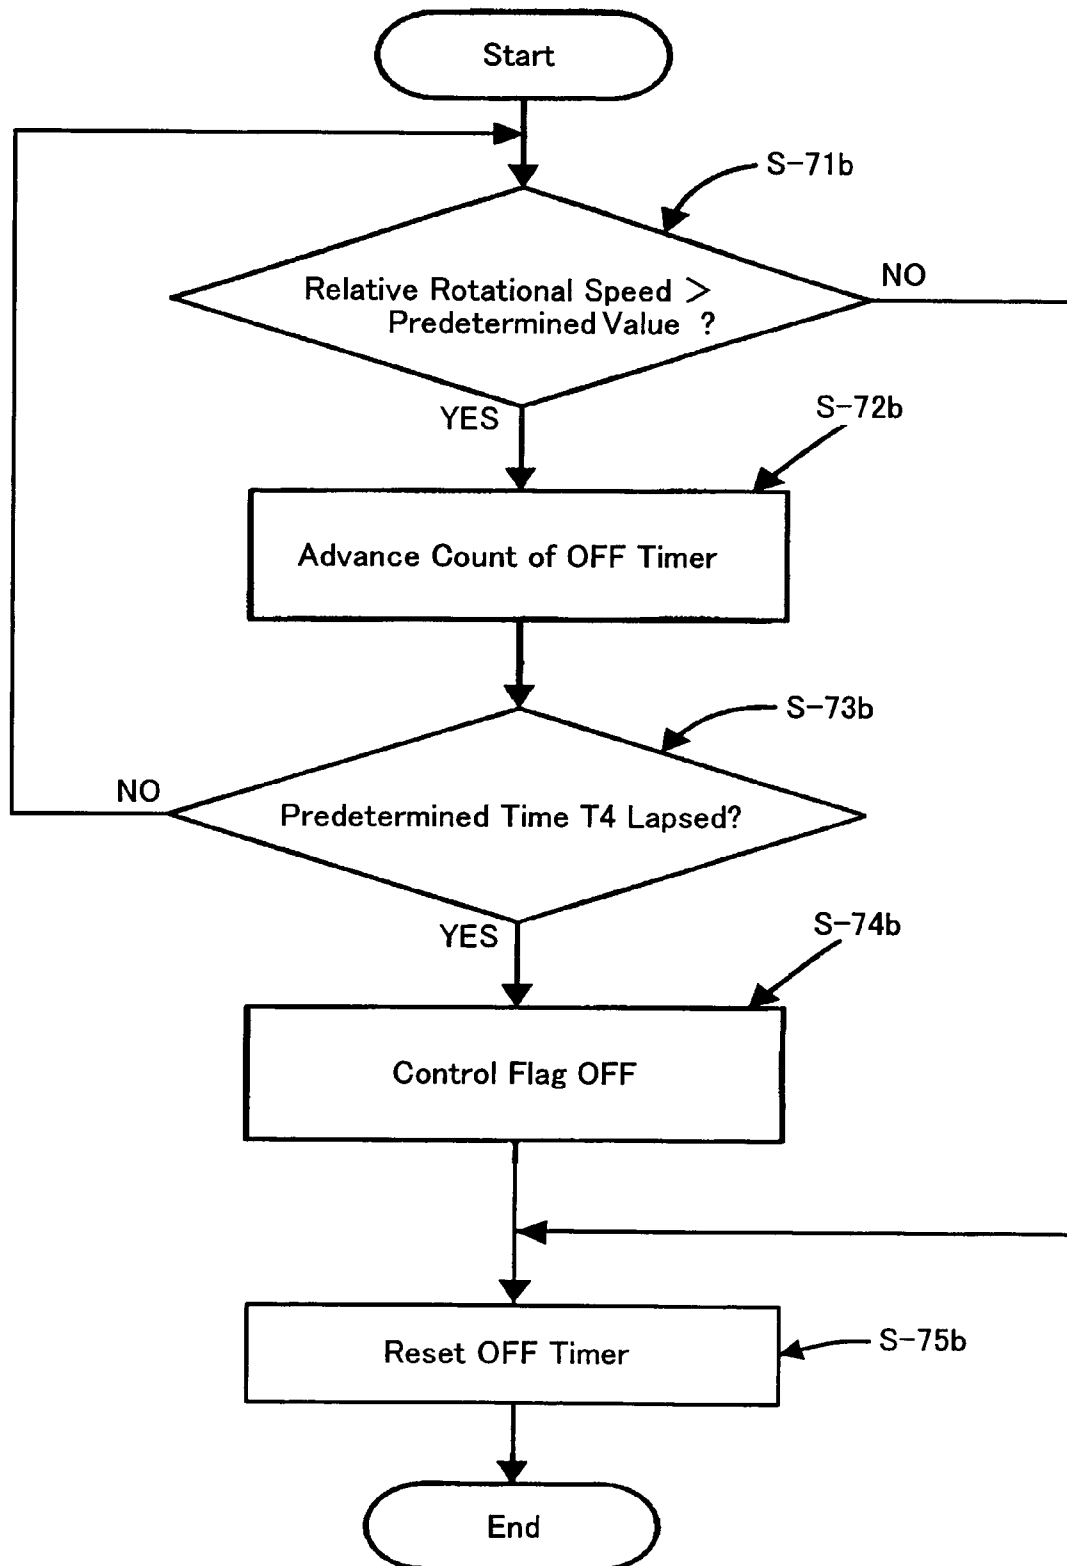 Start
S-71b
Relative Rotational Speed >
Predetermined Value ?
NO
YES
S-72b
Advance Count of OFF Timer
S-73b
NO
Predetermined Time T4 Lapsed?
YES
S-74b
Control Flag OFF
Reset OFF Timer
S-75b
End